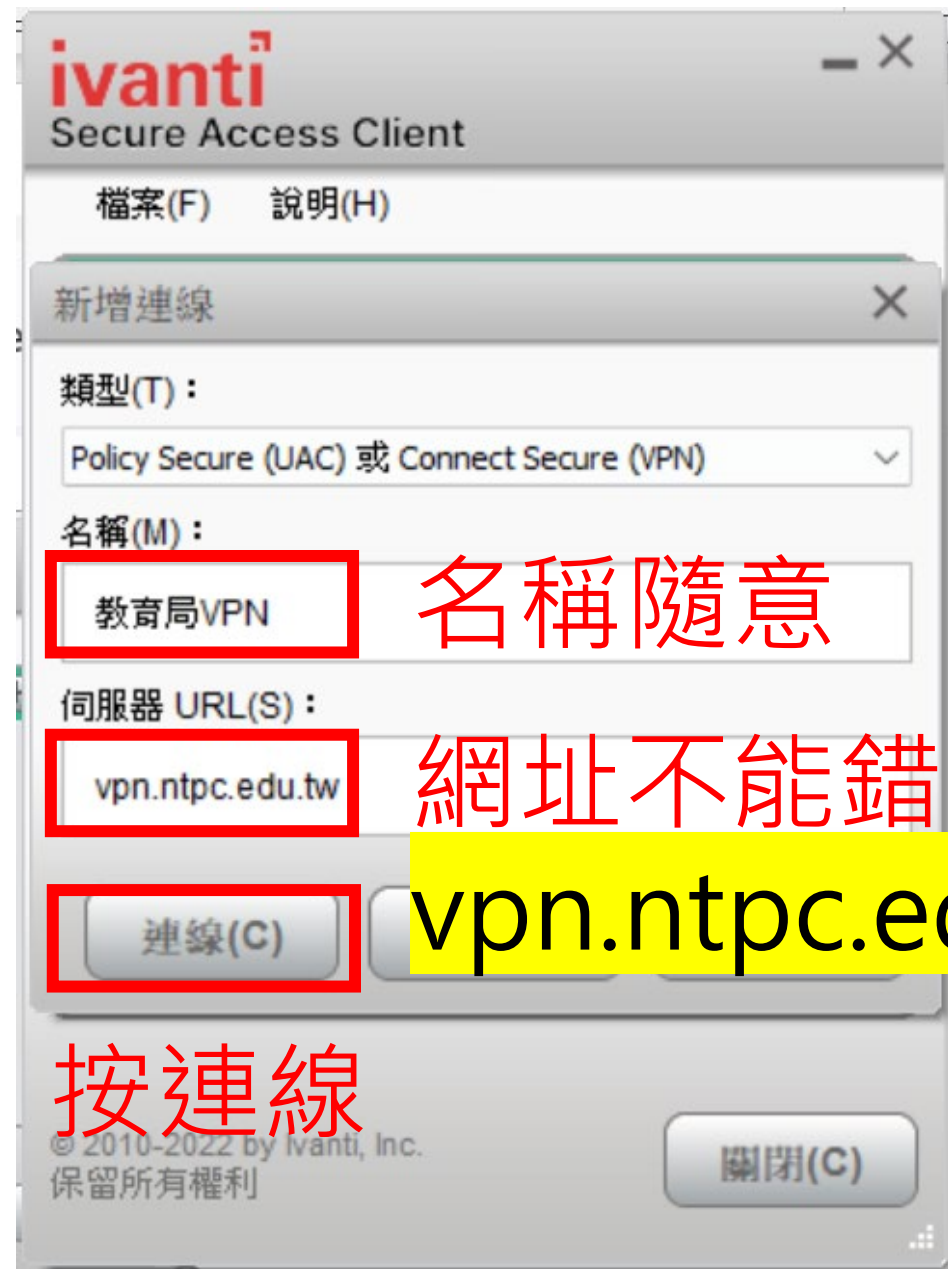 ivanti
Secure Access Client
檔案(F) 說明(H)
新增連線
類型(T)：
Policy Secure (UAC) 或 Connect Secure (VPN)
名稱(M)：
教育局VPN
名稱隨意
伺服器 URL(S)：
vpn.ntpc.edu.tw
網址不能錯
vpn.ntpc.ed
連線(C)
按連線
© 2010-2022 by Ivanti, Inc.
保留所有權利
關閉(C)